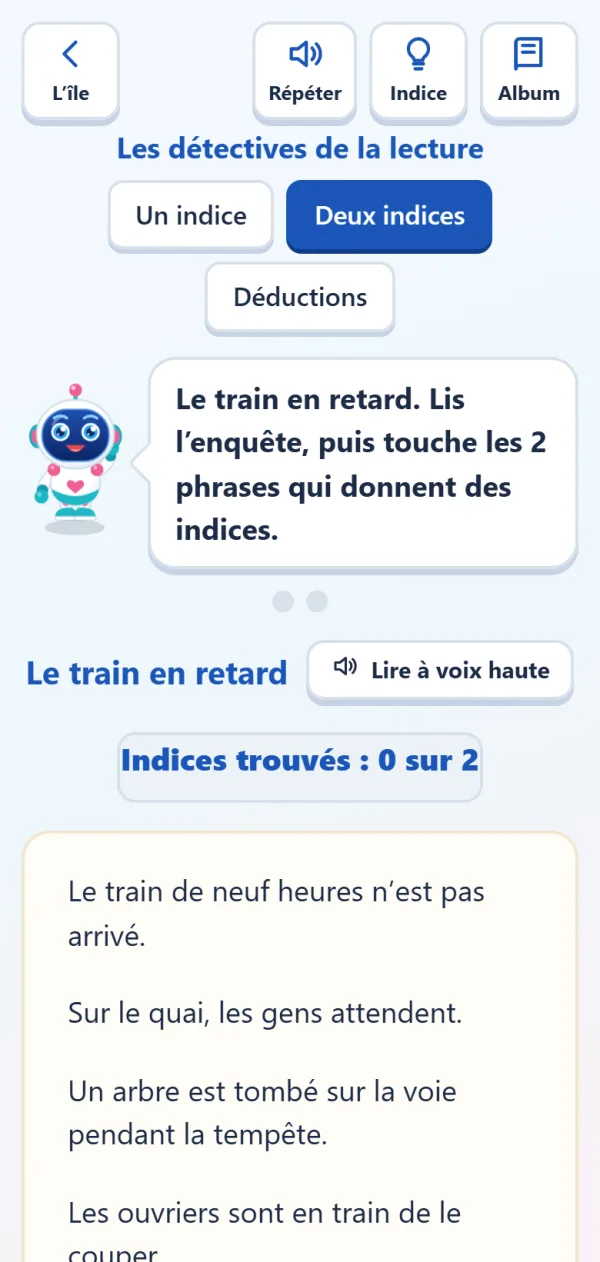 L’île
Répéter
Indice
Album
Les détectives de la lecture
Un indice
Deux indices
Déductions
Le train en retard. Lis
l’enquête, puis touche les 2
phrases qui donnent des
indices.
Le train en retard
Lire à voix haute
Indices trouvés : 0 sur 2
Le train de neuf heures n’est pas
arrivé.
Sur le quai, les gens attendent.
Un arbre est tombé sur la voie
pendant la tempête.
Les ouvriers sont en train de le
couper